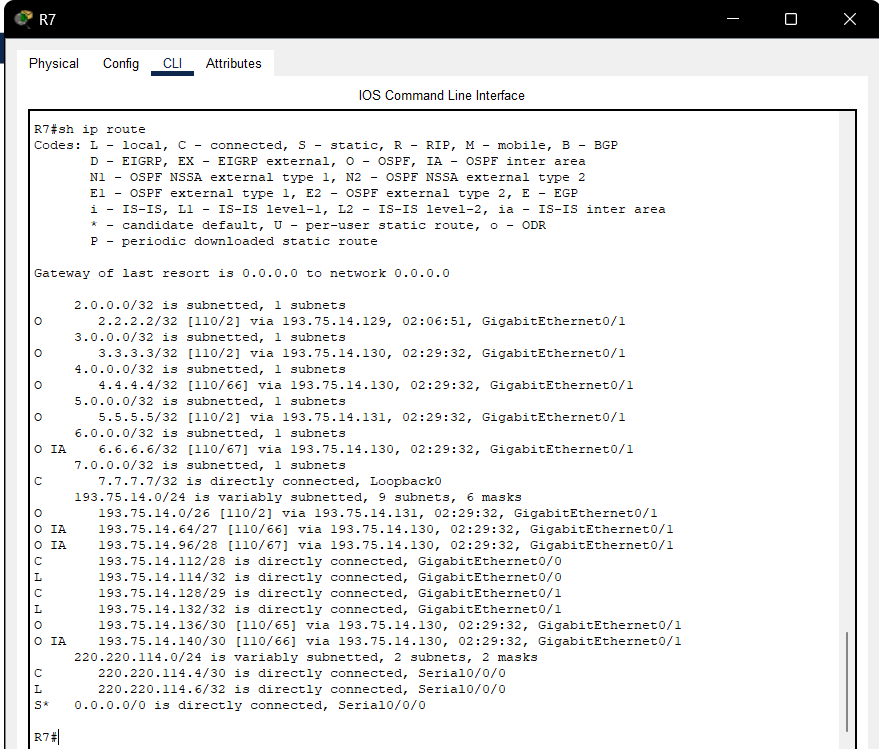 R7
Physical Config CLI Attributes
IOS Command Line Interface
R7#sh ip route
Codes: L - local, C - connected, S - static, R - RIP, M - mobile, B - BGP
       D - EIGRP, EX - EIGRP external, O - OSPF, IA - OSPF inter area
       N1 - OSPF NSSA external type 1, N2 - OSPF NSSA external type 2
       E1 - OSPF external type 1, E2 - OSPF external type 2, E - EGP
       i - IS-IS, L1 - IS-IS level-1, L2 - IS-IS level-2, ia - IS-IS inter area
       * - candidate default, U - per-user static route, o - ODR
       P - periodic downloaded static route

Gateway of last resort is 0.0.0.0 to network 0.0.0.0

     2.0.0.0/32 is subnetted, 1 subnets
O       2.2.2.2/32 [110/2] via 193.75.14.129, 02:06:51, GigabitEthernet0/1
     3.0.0.0/32 is subnetted, 1 subnets
O       3.3.3.3/32 [110/2] via 193.75.14.130, 02:29:32, GigabitEthernet0/1
     4.0.0.0/32 is subnetted, 1 subnets
O       4.4.4.4/32 [110/66] via 193.75.14.130, 02:29:32, GigabitEthernet0/1
     5.0.0.0/32 is subnetted, 1 subnets
O       5.5.5.5/32 [110/2] via 193.75.14.131, 02:29:32, GigabitEthernet0/1
     6.0.0.0/32 is subnetted, 1 subnets
O IA    6.6.6.6/32 [110/67] via 193.75.14.130, 02:29:32, GigabitEthernet0/1
     7.0.0.0/32 is subnetted, 1 subnets
C       7.7.7.7/32 is directly connected, Loopback0
     193.75.14.0/24 is variably subnetted, 9 subnets, 6 masks
O       193.75.14.0/26 [110/2] via 193.75.14.131, 02:29:32, GigabitEthernet0/1
O IA    193.75.14.64/27 [110/66] via 193.75.14.130, 02:29:32, GigabitEthernet0/1
O IA    193.75.14.96/28 [110/67] via 193.75.14.130, 02:29:32, GigabitEthernet0/1
C       193.75.14.112/28 is directly connected, GigabitEthernet0/0
L       193.75.14.114/32 is directly connected, GigabitEthernet0/0
C       193.75.14.128/29 is directly connected, GigabitEthernet0/1
L       193.75.14.132/32 is directly connected, GigabitEthernet0/1
O       193.75.14.136/30 [110/65] via 193.75.14.130, 02:29:32, GigabitEthernet0/1
O IA    193.75.14.140/30 [110/66] via 193.75.14.130, 02:29:32, GigabitEthernet0/1
     220.220.114.0/24 is variably subnetted, 2 subnets, 2 masks
C       220.220.114.4/30 is directly connected, Serial0/0/0
L       220.220.114.6/32 is directly connected, Serial0/0/0
S*   0.0.0.0/0 is directly connected, Serial0/0/0

R7#